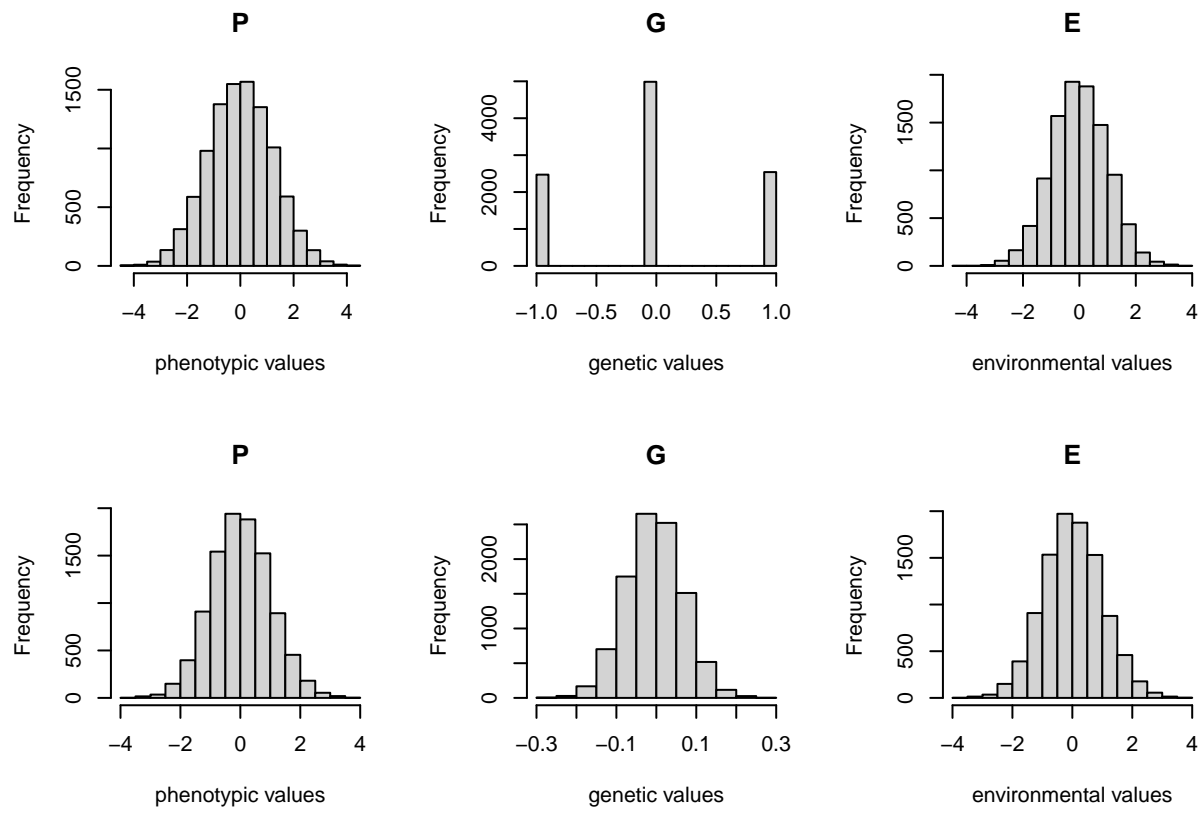 P G E
Frequency 0 500 1500
Frequency 0 2000 4000
Frequency 0 500 1500
−4 −2 0 2 4
−1.0 −0.5 0.0 0.5 1.0
−4 −2 0 2 4
phenotypic values genetic values environmental values
P G E
Frequency 0 500 1500
Frequency 0 1000 2000
Frequency 0 500 1500
−4 −2 0 2 4
−0.3 −0.1 0.1 0.3
−4 −2 0 2 4
phenotypic values genetic values environmental values